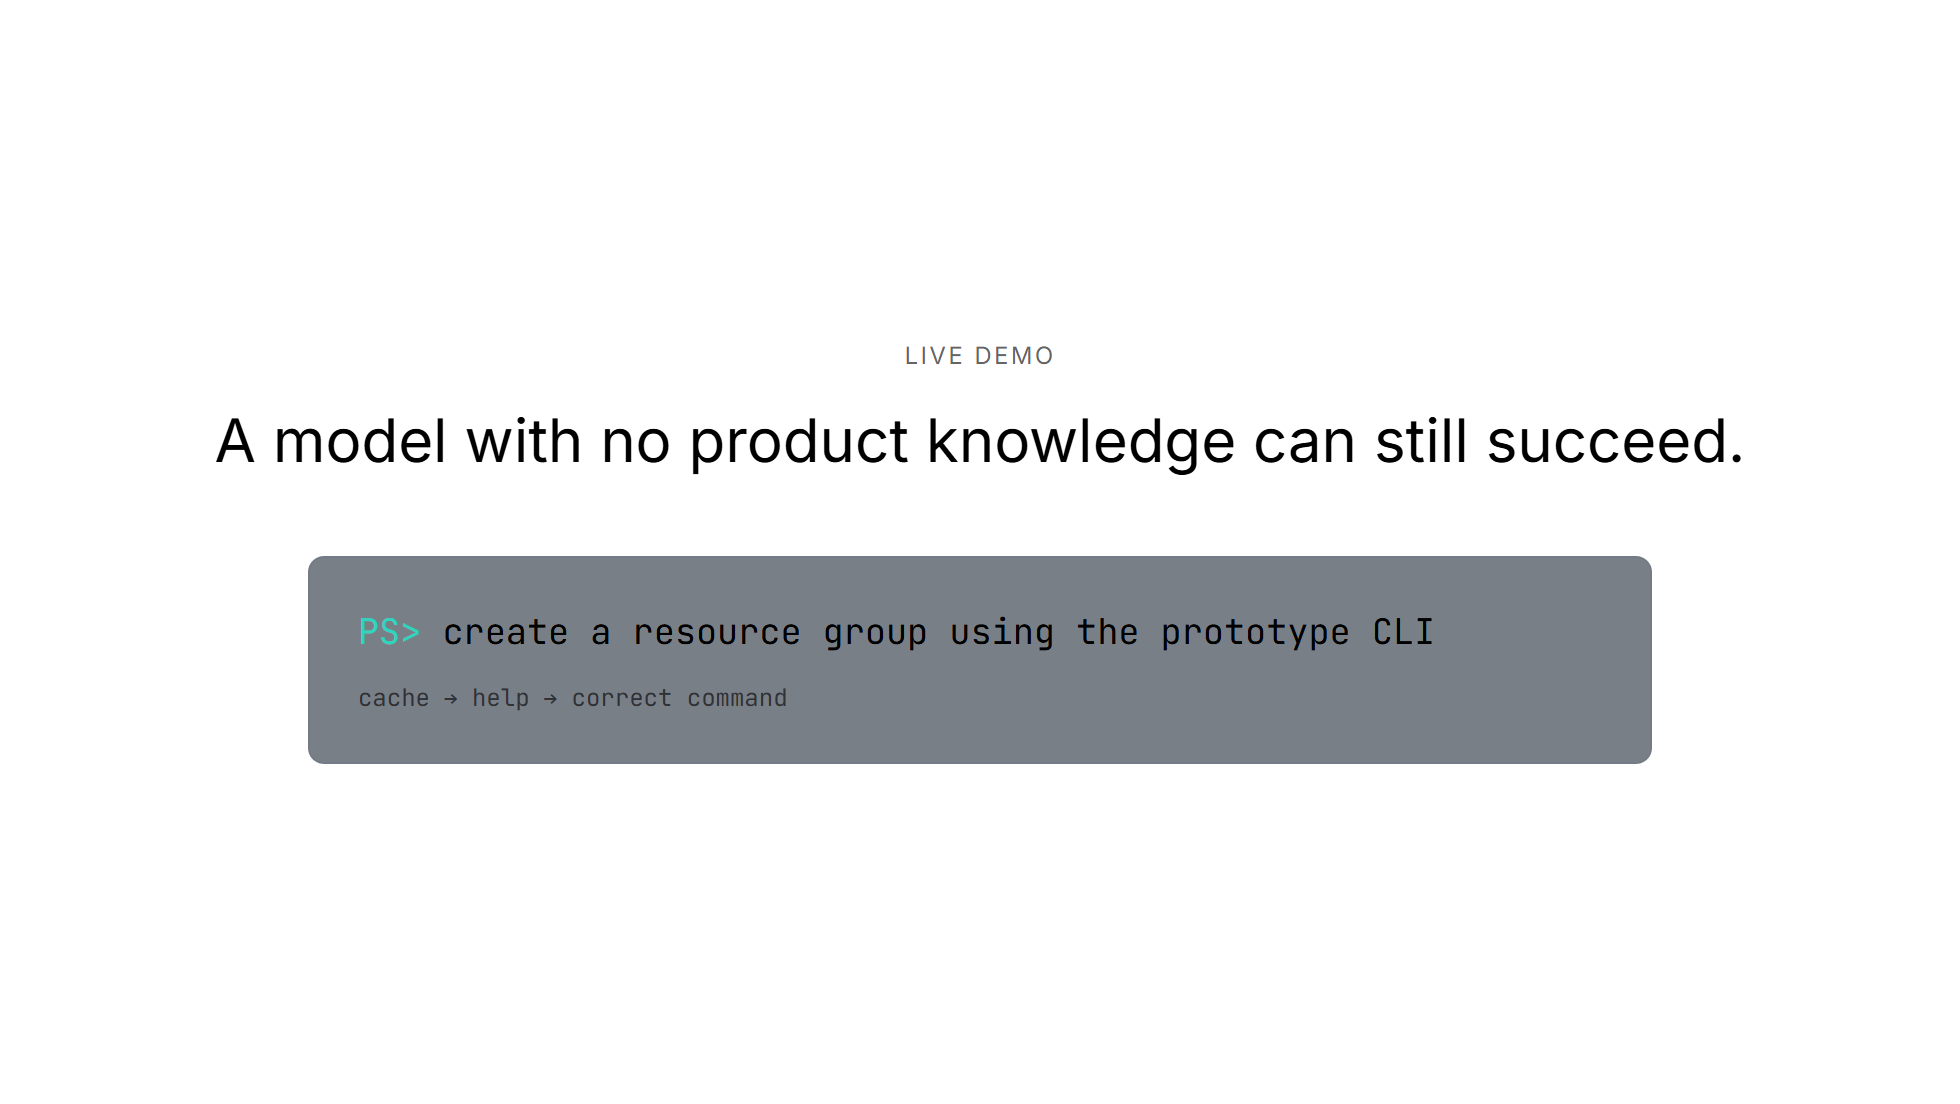 LIVE DEMO
A model with no product knowledge can still succeed.
PS> create a resource group using the prototype CLI
cache → help → correct command